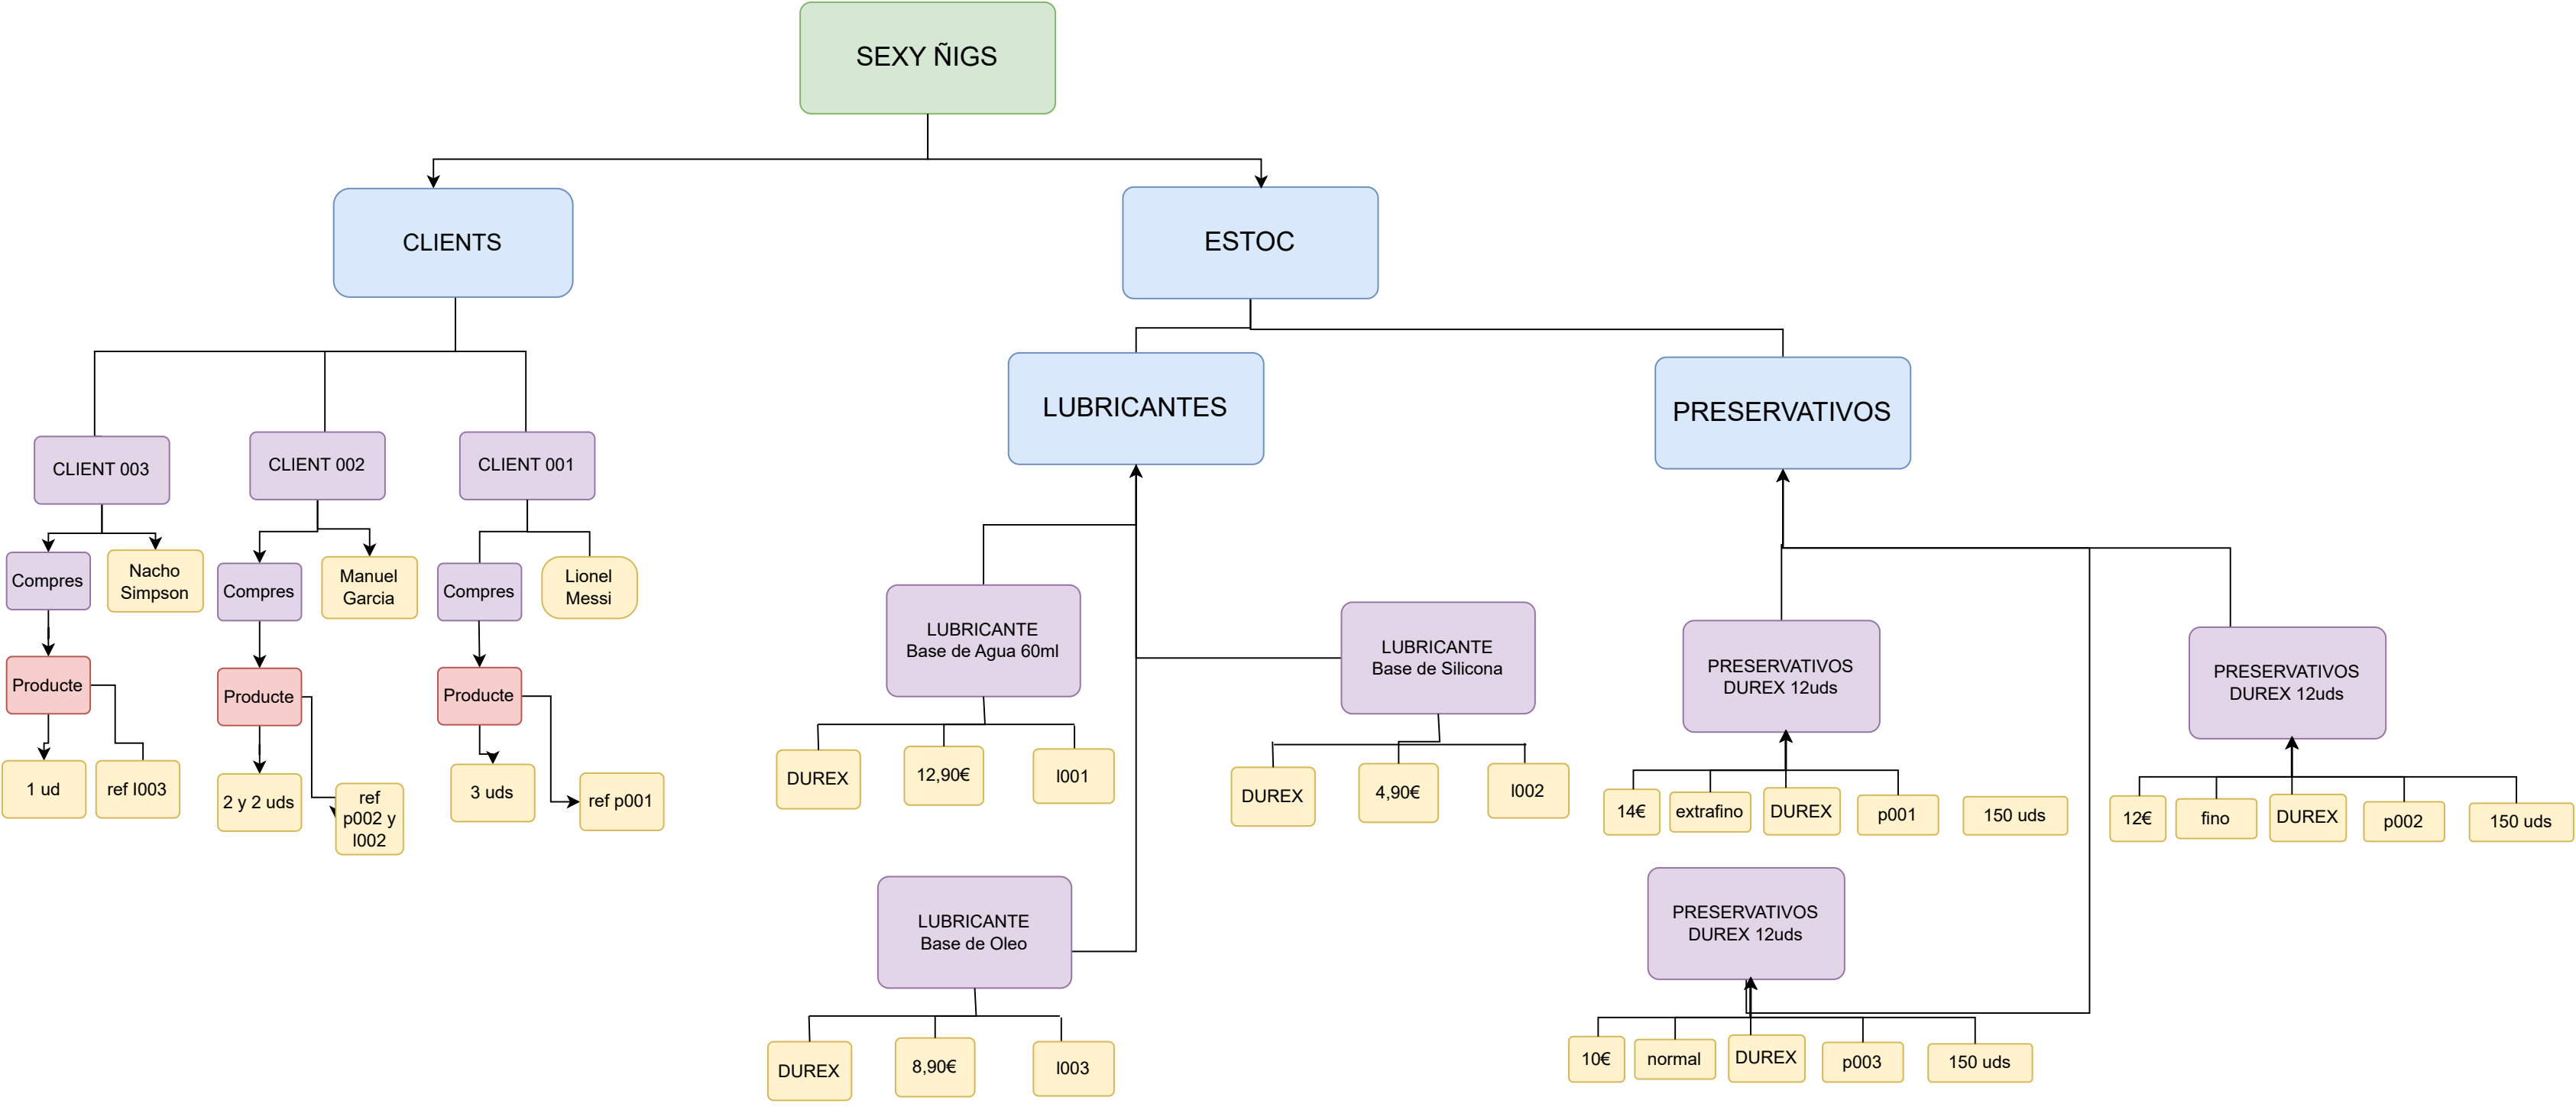 SEXY ÑIGS
CLIENTS
ESTOC
LUBRICANTES
PRESERVATIVOS
CLIENT 003
CLIENT 002
CLIENT 001
Compres
Nacho
Simpson
Compres
Manuel
Garcia
Compres
Lionel
Messi
Producte
Producte
Producte
1 ud
ref l003
2 y 2 uds
ref
p002 y
l002
3 uds
ref p001
LUBRICANTE
Base de Agua 60ml
LUBRICANTE
Base de Silicona
PRESERVATIVOS
DUREX 12uds
PRESERVATIVOS
DUREX 12uds
DUREX
12,90€
l001
DUREX
4,90€
l002
14€
extrafino
DUREX
p001
150 uds
12€
fino
DUREX
p002
150 uds
LUBRICANTE
Base de Oleo
PRESERVATIVOS
DUREX 12uds
DUREX
8,90€
l003
10€
normal
DUREX
p003
150 uds